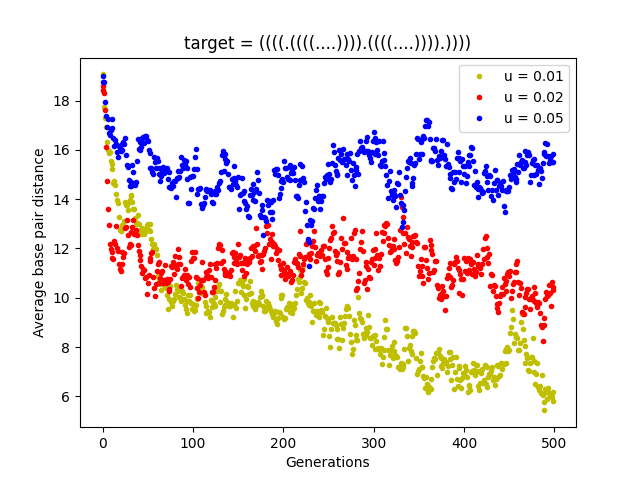 target = ((((.((((....)))).((((....)))).))))
u = 0.01
u = 0.02
u = 0.05
Average base pair distance
18
16
14
12
10
8
6
0
100
200
300
400
500
Generations